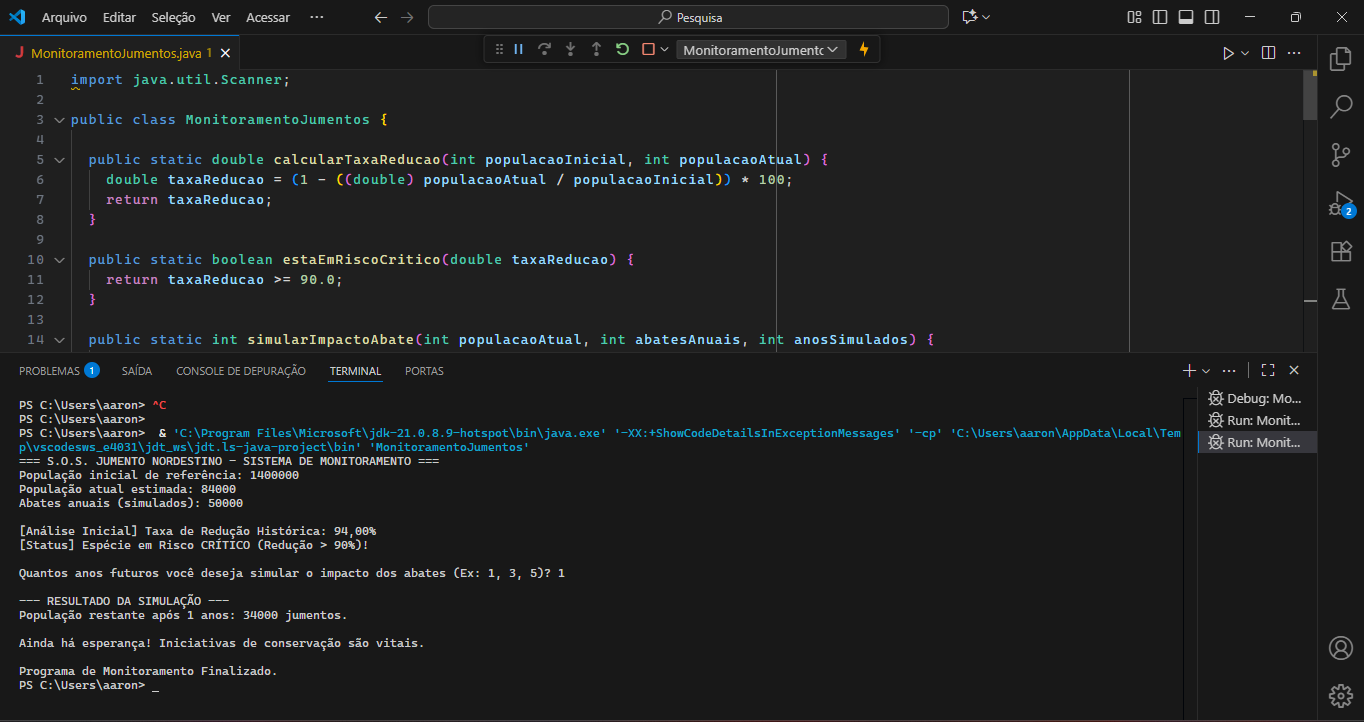 Arquivo Editar Seleção Ver Acessar ··· Pesquisa
MonitoramentoJumentos.java 1
MonitoramentoJumentc
1 import java.util.Scanner;
2
3 public class MonitoramentoJumentos {
4
5 public static double calcularTaxaReducao(int populacaoInicial, int populacaoAtual) {
6 double taxaReducao = (1 - ((double) populacaoAtual / populacaoInicial)) * 100;
7 return taxaReducao;
8 }
9
10 public static boolean estaEmRiscoCritico(double taxaReducao) {
11 return taxaReducao >= 90.0;
12 }
13
14 public static int simularImpactoAbate(int populacaoAtual, int abatesAnuais, int anosSimulados) {
2
PROBLEMAS 1 SAÍDA CONSOLE DE DEPURAÇÃO TERMINAL PORTAS
PS C:\Users\aaron> ^C
PS C:\Users\aaron>
PS C:\Users\aaron> & 'C:\Program Files\Microsoft\jdk-21.0.8.9-hotspot\bin\java.exe' '-XX:+ShowCodeDetailsInExceptionMessages' '-cp' 'C:\Users\aaron\AppData\Local\Tem
p\vscodesws_e4031\jdt_ws\jdt.ls-java-project\bin' 'MonitoramentoJumentos'
=== S.O.S. JUMENTO NORDESTINO - SISTEMA DE MONITORAMENTO ===
População inicial de referência: 1400000
População atual estimada: 84000
Abates anuais (simulados): 50000
[Análise Inicial] Taxa de Redução Histórica: 94,00%
[Status] Espécie em Risco CRÍTICO (Redução > 90%)!
Quantos anos futuros você deseja simular o impacto dos abates (Ex: 1, 3, 5)? 1
--- RESULTADO DA SIMULAÇÃO ---
População restante após 1 anos: 34000 jumentos.
Ainda há esperança! Iniciativas de conservação são vitais.
Programa de Monitoramento Finalizado.
PS C:\Users\aaron> _
Debug: Mo...
Run: Monit...
Run: Monit...